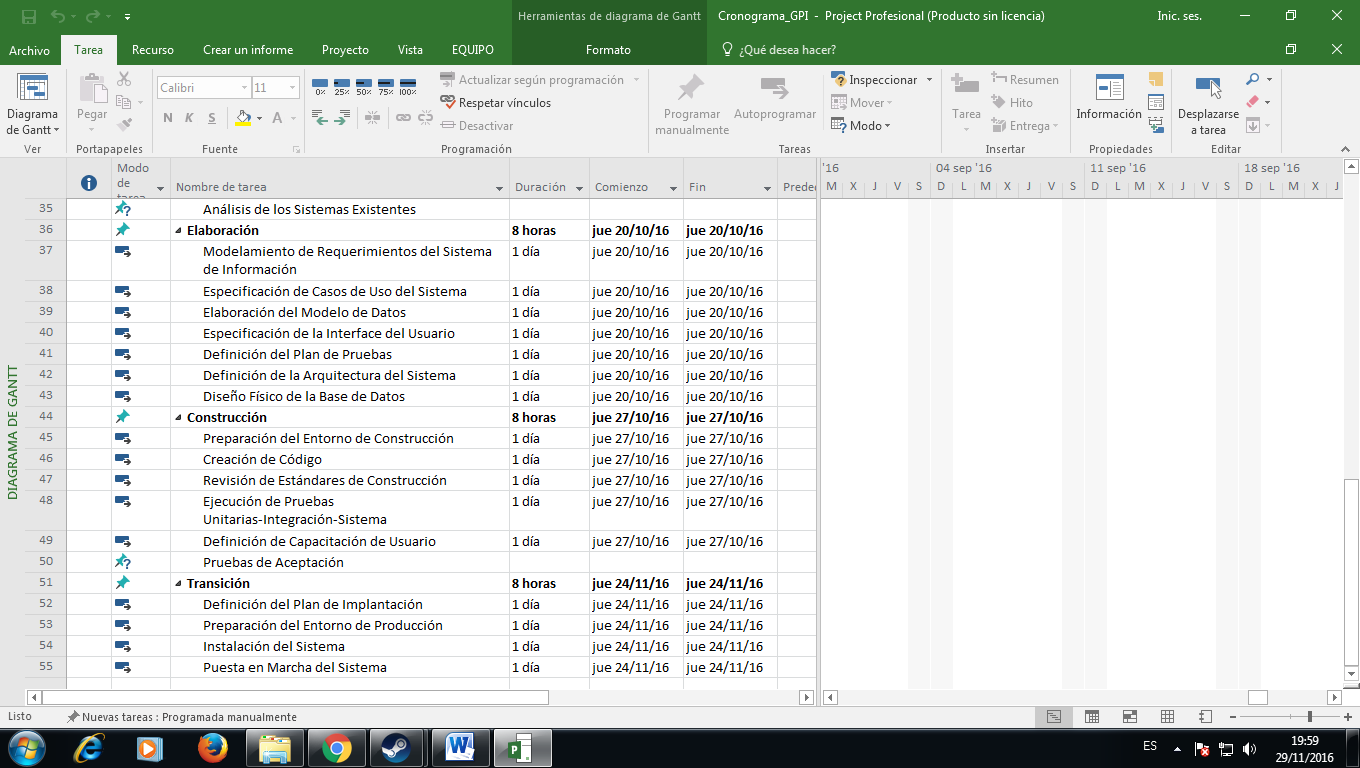 Herramientas de diagrama de Gantt
Cronograma_GPI - Project Profesional (Producto sin licencia)
Inic. ses.
Archivo Tarea Recurso Crear un informe Proyecto Vista EQUIPO Formato ¿Qué desea hacer?
Diagrama de Gantt
Ver
Pegar
Portapapeles
Calibri 11
N K S A
Fuente
0% 25% 50% 75% 100%
Actualizar según programación
Respetar vínculos
Desactivar
Programación
Programar manualmente
Autoprogramar
Inspeccionar
Mover
Modo
Tareas
Tarea
Resumen
Hito
Entrega
Insertar
Información
Propiedades
Desplazarse a tarea
Editar
DIAGRAMA DE GANTT
Modo de tarea Nombre de tarea Duración Comienzo Fin Predec
'16 04 sep '16 11 sep '16 18 sep '16
M X J V S D L M X J V S D L M X J V S D L M X J
35 Análisis de los Sistemas Existentes
36 Elaboración 8 horas jue 20/10/16 jue 20/10/16
37 Modelamiento de Requerimientos del Sistema 1 día jue 20/10/16 jue 20/10/16
de Información
38 Especificación de Casos de Uso del Sistema 1 día jue 20/10/16 jue 20/10/16
39 Elaboración del Modelo de Datos 1 día jue 20/10/16 jue 20/10/16
40 Especificación de la Interface del Usuario 1 día jue 20/10/16 jue 20/10/16
41 Definición del Plan de Pruebas 1 día jue 20/10/16 jue 20/10/16
42 Definición de la Arquitectura del Sistema 1 día jue 20/10/16 jue 20/10/16
43 Diseño Físico de la Base de Datos 1 día jue 20/10/16 jue 20/10/16
44 Construcción 8 horas jue 27/10/16 jue 27/10/16
45 Preparación del Entorno de Construcción 1 día jue 27/10/16 jue 27/10/16
46 Creación de Código 1 día jue 27/10/16 jue 27/10/16
47 Revisión de Estándares de Construcción 1 día jue 27/10/16 jue 27/10/16
48 Ejecución de Pruebas 1 día jue 27/10/16 jue 27/10/16
Unitarias-Integración-Sistema
49 Definición de Capacitación de Usuario 1 día jue 27/10/16 jue 27/10/16
50 Pruebas de Aceptación
51 Transición 8 horas jue 24/11/16 jue 24/11/16
52 Definición del Plan de Implantación 1 día jue 24/11/16 jue 24/11/16
53 Preparación del Entorno de Producción 1 día jue 24/11/16 jue 24/11/16
54 Instalación del Sistema 1 día jue 24/11/16 jue 24/11/16
55 Puesta en Marcha del Sistema 1 día jue 24/11/16 jue 24/11/16
Listo Nuevas tareas : Programada manualmente
ES
19:59
29/11/2016